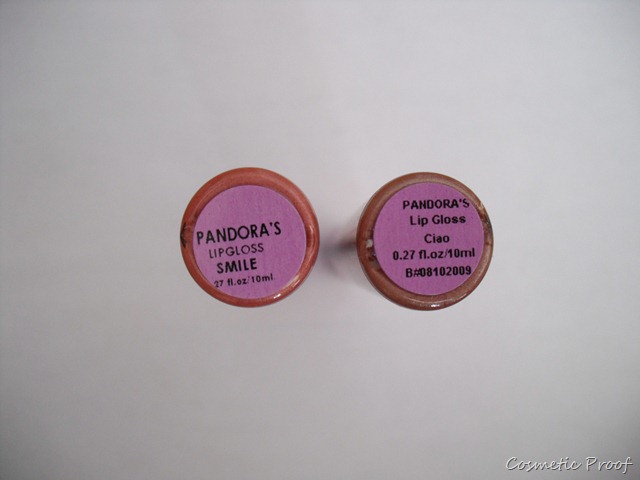 PANDORA'S
LIPGLOSS
SMILE
27 fl.oz/10ml.
PANDORA'S
Lip Gloss
Ciao
0.27 fl.oz/10ml
B#08102009
Cosmetic Proof